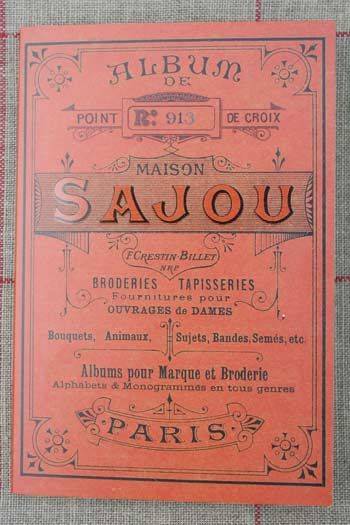 ALBUM
DE
POINT Rº: 913 DE CROIX
MAISON
SAJOU
F. CRESTIN-BILLET
NRP
BRODERIES TAPISSERIES
Fournitures pour
OUVRAGES de DAMES
Bouquets, Animaux, Sujets, Bandes, Semés, etc.
Albums pour Marque et Broderie
Alphabets & Monogrammes en tous genres
PARIS